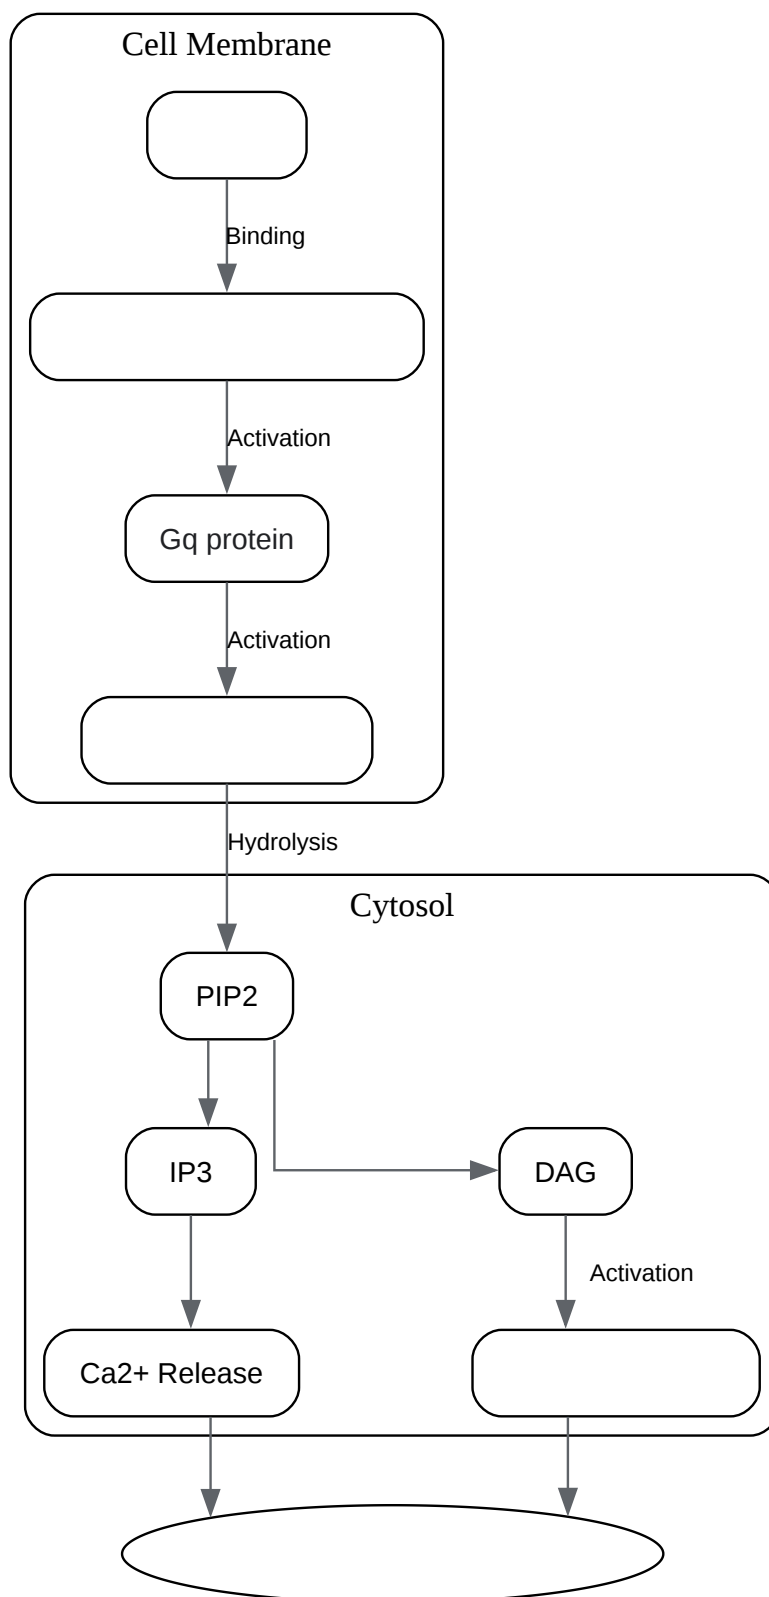 Cell Membrane
Binding
Activation
Gq protein
Activation
Hydrolysis
Cytosol
PIP2
IP3
DAG
Activation
Ca2+ Release